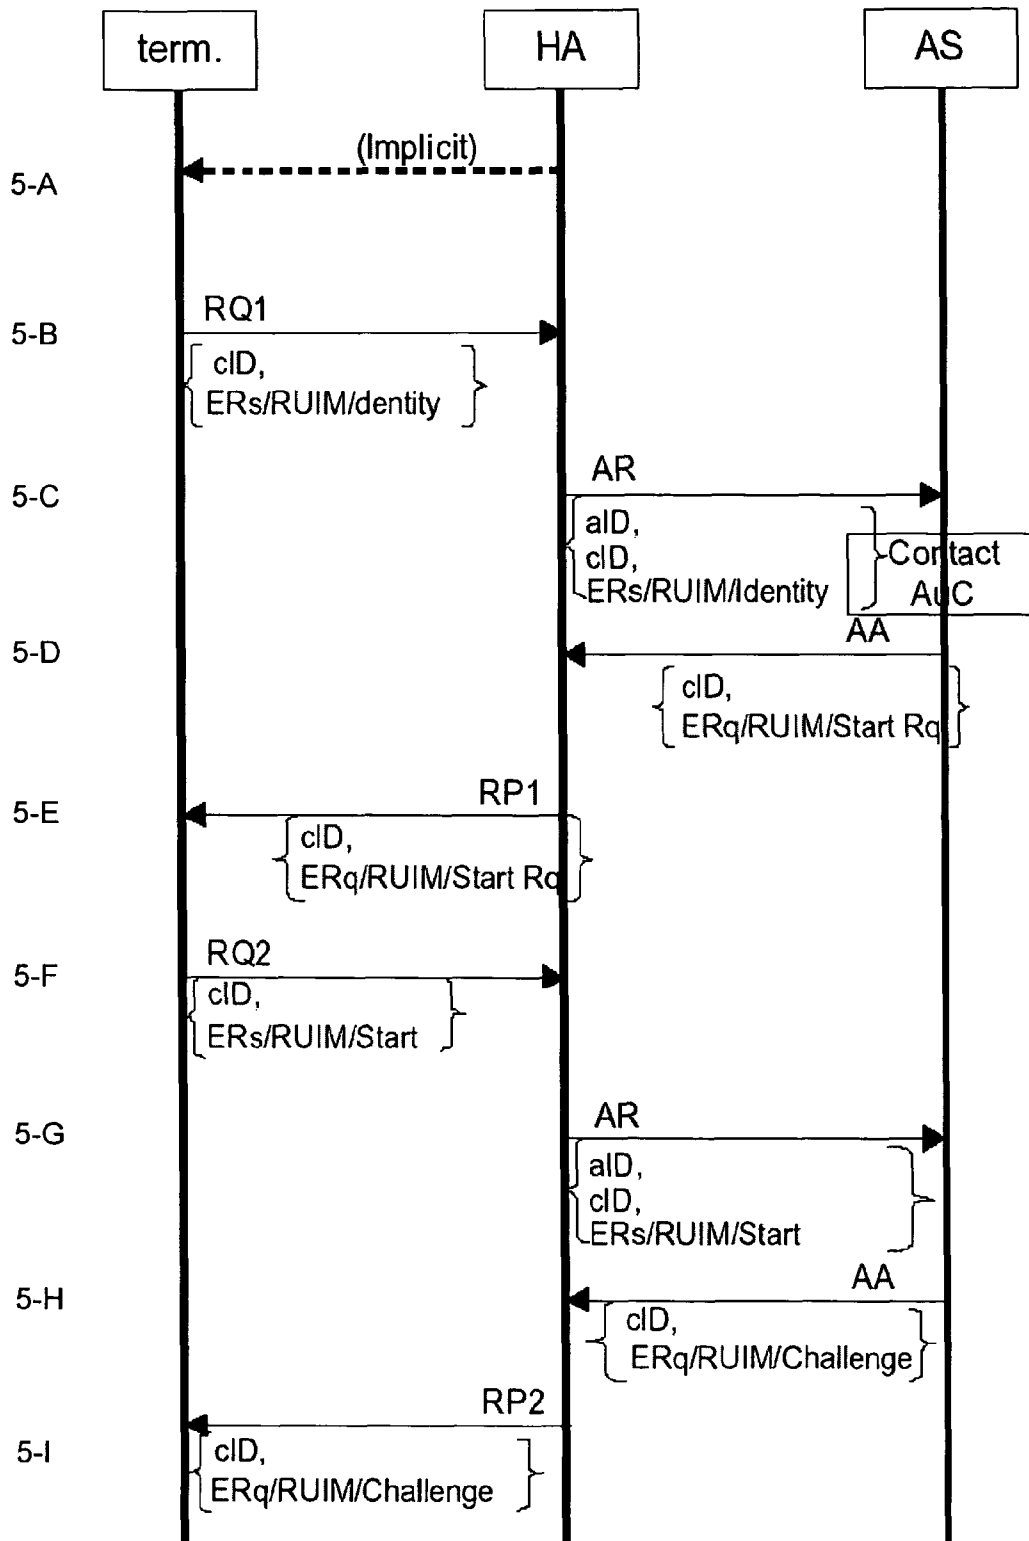 term.
HA
AS
(Implicit)
5-A
RQ1
5-B
cID,
ERs/RUIM/dentity
AR
5-C
aID,
cID,
ERs/RUIM/Identity
Contact
AuC
AA
5-D
cID,
ERq/RUIM/Start Rq
RP1
5-E
cID,
ERq/RUIM/Start Rq
RQ2
5-F
cID,
ERs/RUIM/Start
AR
5-G
aID,
cID,
ERs/RUIM/Start
AA
5-H
cID,
ERq/RUIM/Challenge
RP2
5-I
cID,
ERq/RUIM/Challenge